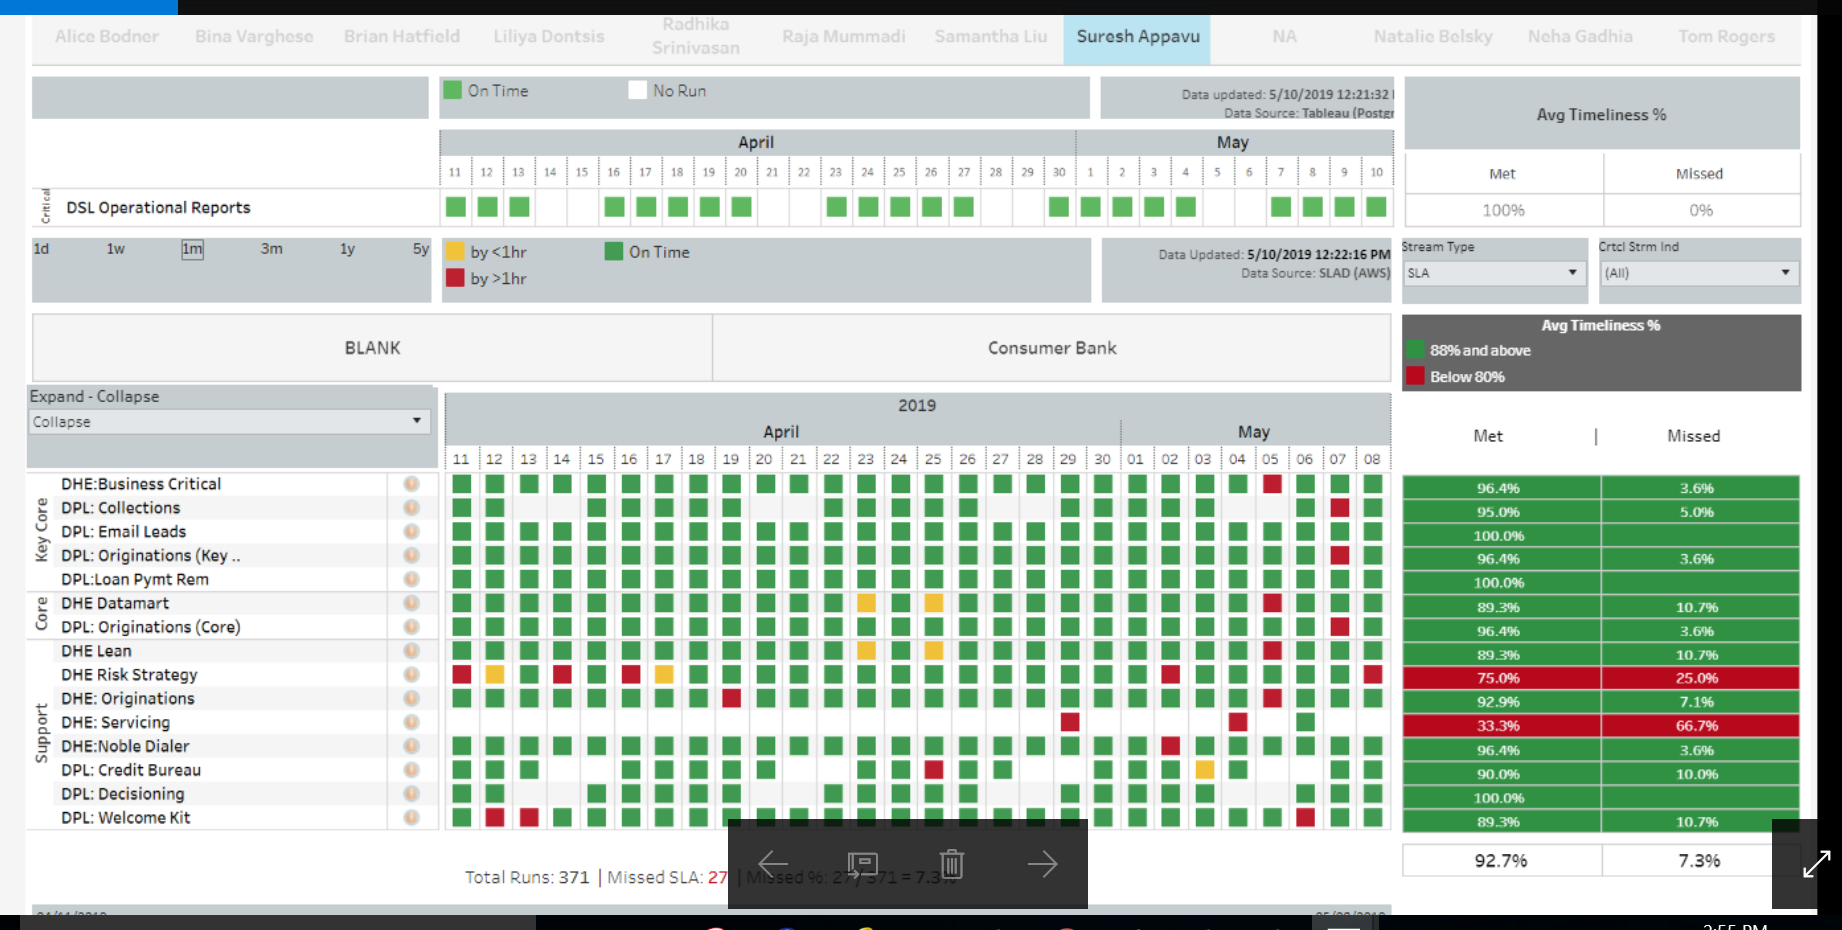 Alice Bodner Bina Varghese Brian Hatfield Liliya Dontsis Radhika Srinivasan Raja Mummadi Samantha Liu Suresh Appavu NA Natalie Belsky Neha Gadhia Tom Rogers
On Time No Run
Data updated: 5/10/2019 12:21:32
Data Source: Tableau (Postgr
Avg Timeliness %
April May
11 12 13 14 15 16 17 18 19 20 21 22 23 24 25 26 27 28 29 30 1 2 3 4 5 6 7 8 9 10
Met Missed
Critical DSL Operational Reports 100% 0%
1d 1w 1m 3m 1y 5y
by <1hr On Time
by >1hr
Data Updated: 5/10/2019 12:22:16 PM
Data Source: SLAD (AWS)
Stream Type Crtcl Strm Ind
SLA (All)
BLANK Consumer Bank
Avg Timeliness %
88% and above
Below 80%
Expand - Collapse
Collapse
2019
April May
11 12 13 14 15 16 17 18 19 20 21 22 23 24 25 26 27 28 29 30 01 02 03 04 05 06 07 08
Met | Missed
Key Core
DHE:Business Critical 96.4% 3.6%
DPL: Collections 95.0% 5.0%
DPL: Email Leads 100.0%
DPL: Originations (Key .. 96.4% 3.6%
DPL:Loan Pymt Rem 100.0%
Core
DHE Datamart 89.3% 10.7%
DPL: Originations (Core) 96.4% 3.6%
Support
DHE Lean 89.3% 10.7%
DHE Risk Strategy 75.0% 25.0%
DHE: Originations 92.9% 7.1%
DHE: Servicing 33.3% 66.7%
DHE:Noble Dialer 96.4% 3.6%
DPL: Credit Bureau 90.0% 10.0%
DPL: Decisioning 100.0%
DPL: Welcome Kit 89.3% 10.7%
92.7% 7.3%
Total Runs: 371 | Missed SLA: 27 | Missed %: 27 / 371 = 7.3%